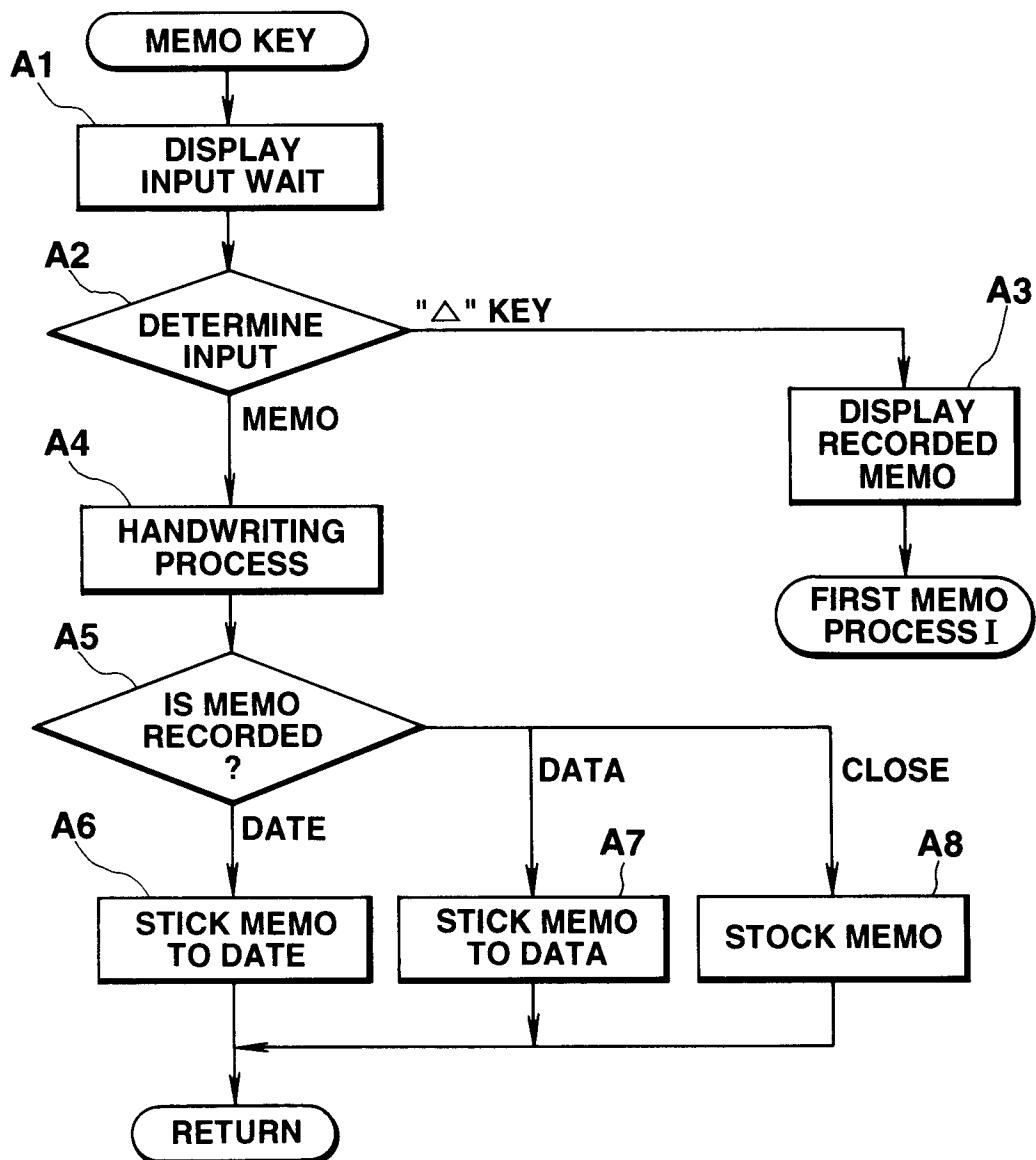 MEMO KEY
A1
DISPLAY
INPUT WAIT
A2
DETERMINE
INPUT
"△" KEY
A3
DISPLAY
RECORDED
MEMO
FIRST MEMO
PROCESS I
MEMO
A4
HANDWRITING
PROCESS
A5
IS MEMO
RECORDED
?
DATE
DATA
CLOSE
A6
STICK MEMO
TO DATE
A7
STICK MEMO
TO DATA
A8
STOCK MEMO
RETURN